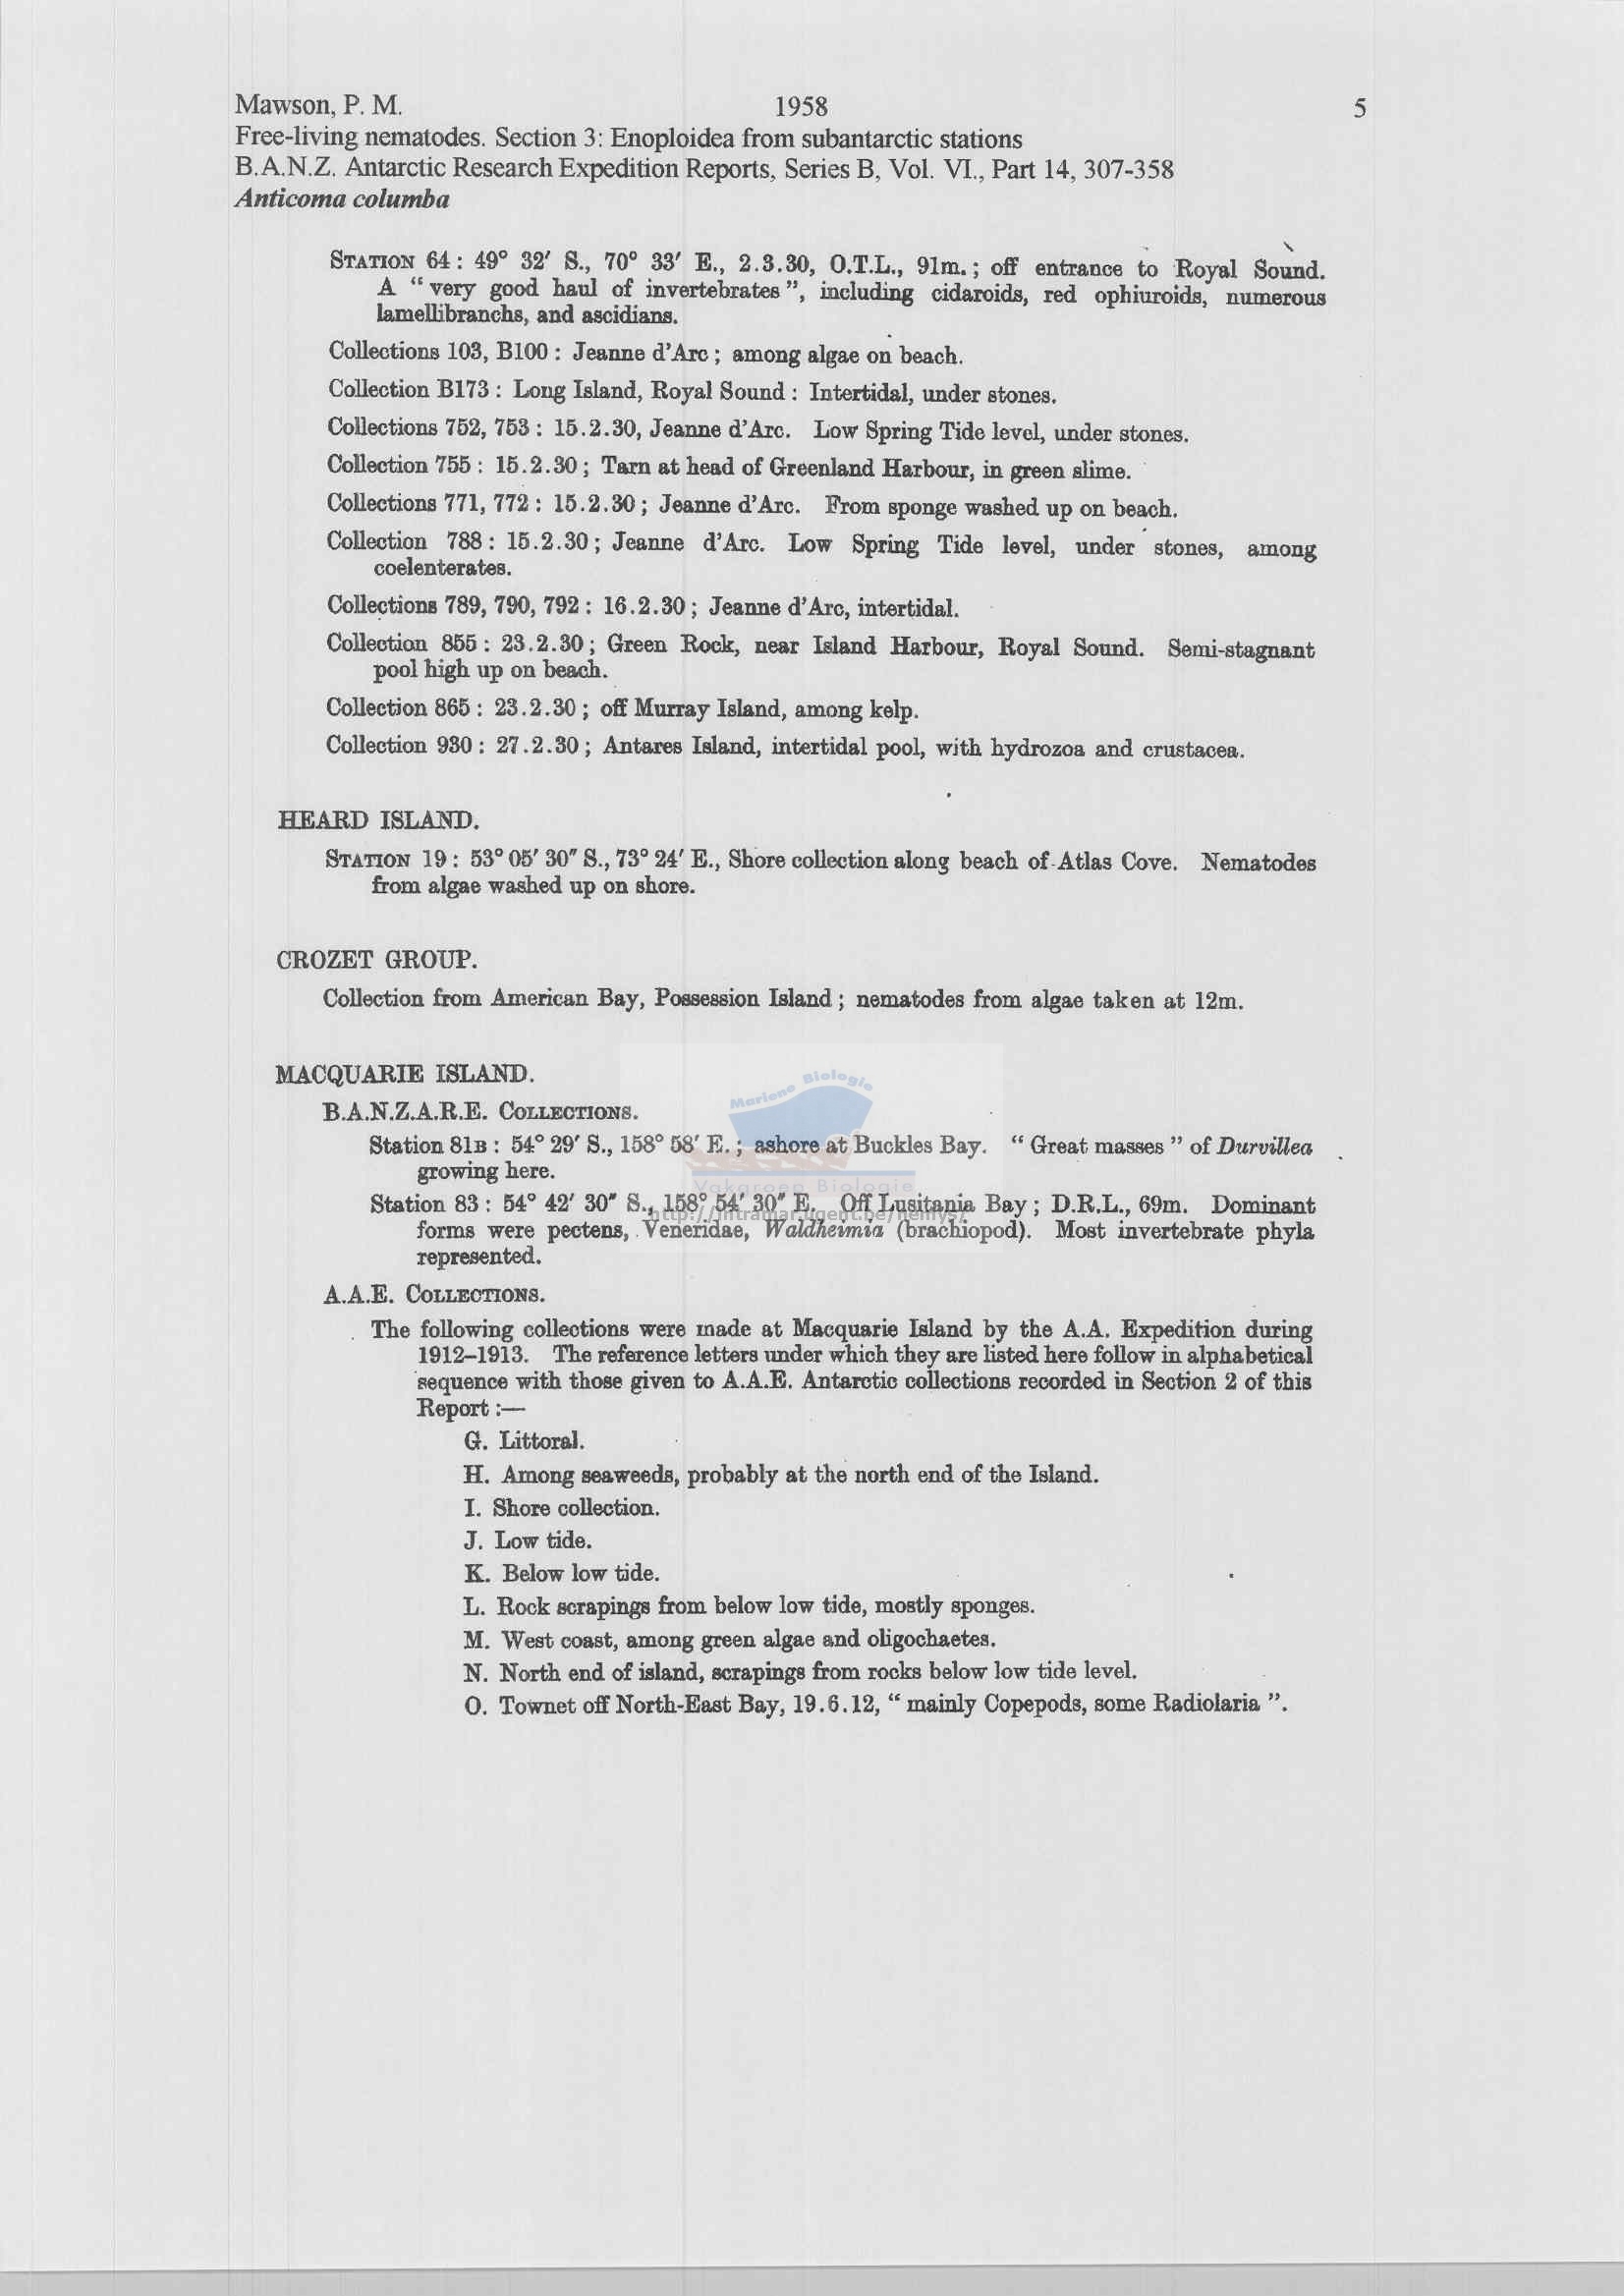 Mawson, P. M. 1958 5
Free-living nematodes. Section 3: Enoploidea from subantarctic stations
B.A.N.Z. Antarctic Research Expedition Reports, Series B, Vol. VI., Part 14, 307-358
Anticoma columba
STATION 64 : 49° 32′ S., 70° 33′ E., 2.3.30, O.T.L., 91m. ; off entrance to Royal Sound.
A “ very good haul of invertebrates ”, including cidaroids, red ophiuroids, numerous
lamellibranchs, and ascidians.
Collections 103, B100 : Jeanne d’Arc ; among algae on beach.
Collection B173 : Long Island, Royal Sound : Intertidal, under stones.
Collections 752, 753 : 15.2.30, Jeanne d’Arc. Low Spring Tide level, under stones.
Collection 755 : 15.2.30 ; Tarn at head of Greenland Harbour, in green slime.
Collections 771, 772 : 15.2.30 ; Jeanne d’Arc. From sponge washed up on beach.
Collection 788 : 15.2.30 ; Jeanne d’Arc. Low Spring Tide level, under stones, among
coelenterates.
Collections 789, 790, 792 : 16.2.30 ; Jeanne d’Arc, intertidal.
Collection 855 : 23.2.30 ; Green Rock, near Island Harbour, Royal Sound. Semi-stagnant
pool high up on beach.
Collection 865 : 23.2.30 ; off Murray Island, among kelp.
Collection 930 : 27.2.30 ; Antares Island, intertidal pool, with hydrozoa and crustacea.
HEARD ISLAND.
STATION 19 : 53° 05′ 30″ S., 73° 24′ E., Shore collection along beach of Atlas Cove. Nematodes
from algae washed up on shore.
CROZET GROUP.
Collection from American Bay, Possession Island ; nematodes from algae taken at 12m.
MACQUARIE ISLAND.
Mariene Biologie
B.A.N.Z.A.R.E. COLLECTIONS.
Station 81B : 54° 29′ S., 158° 58′ E. ; ashore at Buckles Bay. “ Great masses ” of Durvillea
growing here.
Vakgroep Biologie
Station 83 : 54° 42′ 30″ S., 158° 54′ 30″ E. Off Lusitania Bay ; D.R.L., 69m. Dominant
http://intramar.ugent.be/nemys/
forms were pectens, Veneridae, Waldheimia (brachiopod). Most invertebrate phyla
represented.
A.A.E. COLLECTIONS.
The following collections were made at Macquarie Island by the A.A. Expedition during
1912–1913. The reference letters under which they are listed here follow in alphabetical
sequence with those given to A.A.E. Antarctic collections recorded in Section 2 of this
Report :—
G. Littoral.
H. Among seaweeds, probably at the north end of the Island.
I. Shore collection.
J. Low tide.
K. Below low tide.
L. Rock scrapings from below low tide, mostly sponges.
M. West coast, among green algae and oligochaetes.
N. North end of island, scrapings from rocks below low tide level.
O. Townet off North-East Bay, 19.6.12, “ mainly Copepods, some Radiolaria ”.